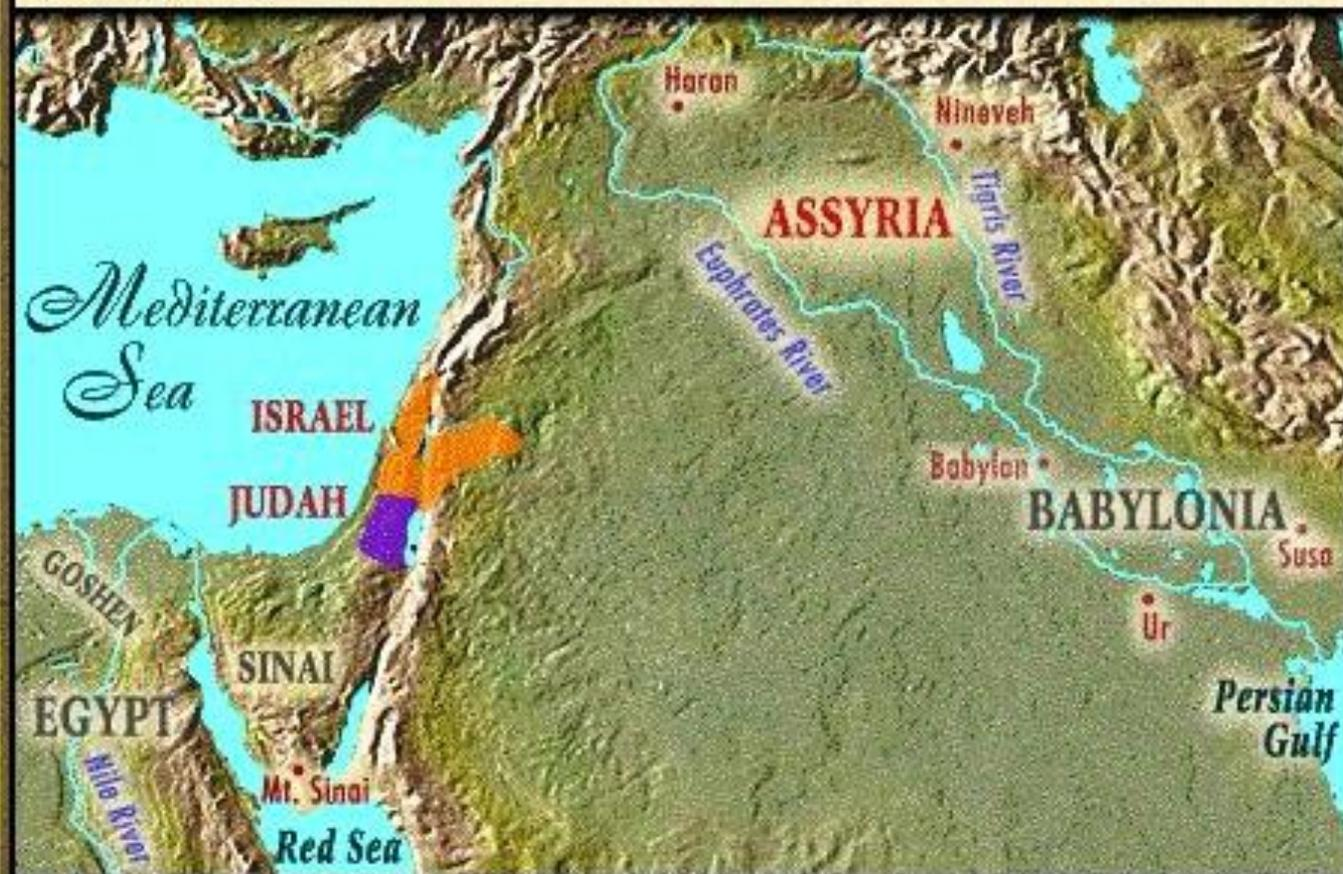 Haran
Nineveh
ASSYRIA
Tigris River
Euphrates River
Mediterranean
Sea
ISRAEL
JUDAH
Babylon
BABYLONIA
Susa
Ur
GOSHEN
SINAI
EGYPT
Persian
Gulf
Nile River
Mt. Sinai
Red Sea